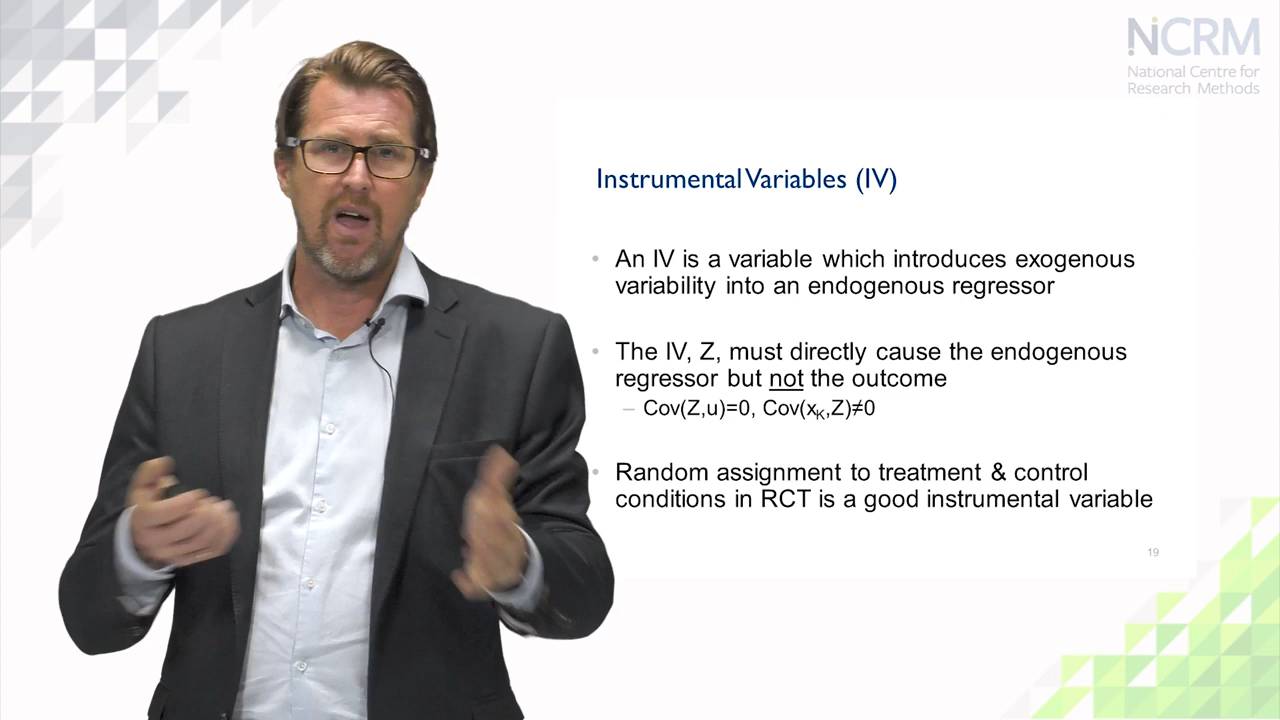 NCRM
National Centre for
Research Methods
Instrumental Variables (IV)
• An IV is a variable which introduces exogenous
variability into an endogenous regressor
• The IV, Z, must directly cause the endogenous
regressor but not the outcome
– Cov(Z,u)=0, Cov(xK,Z)≠0
• Random assignment to treatment & control
conditions in RCT is a good instrumental variable
19